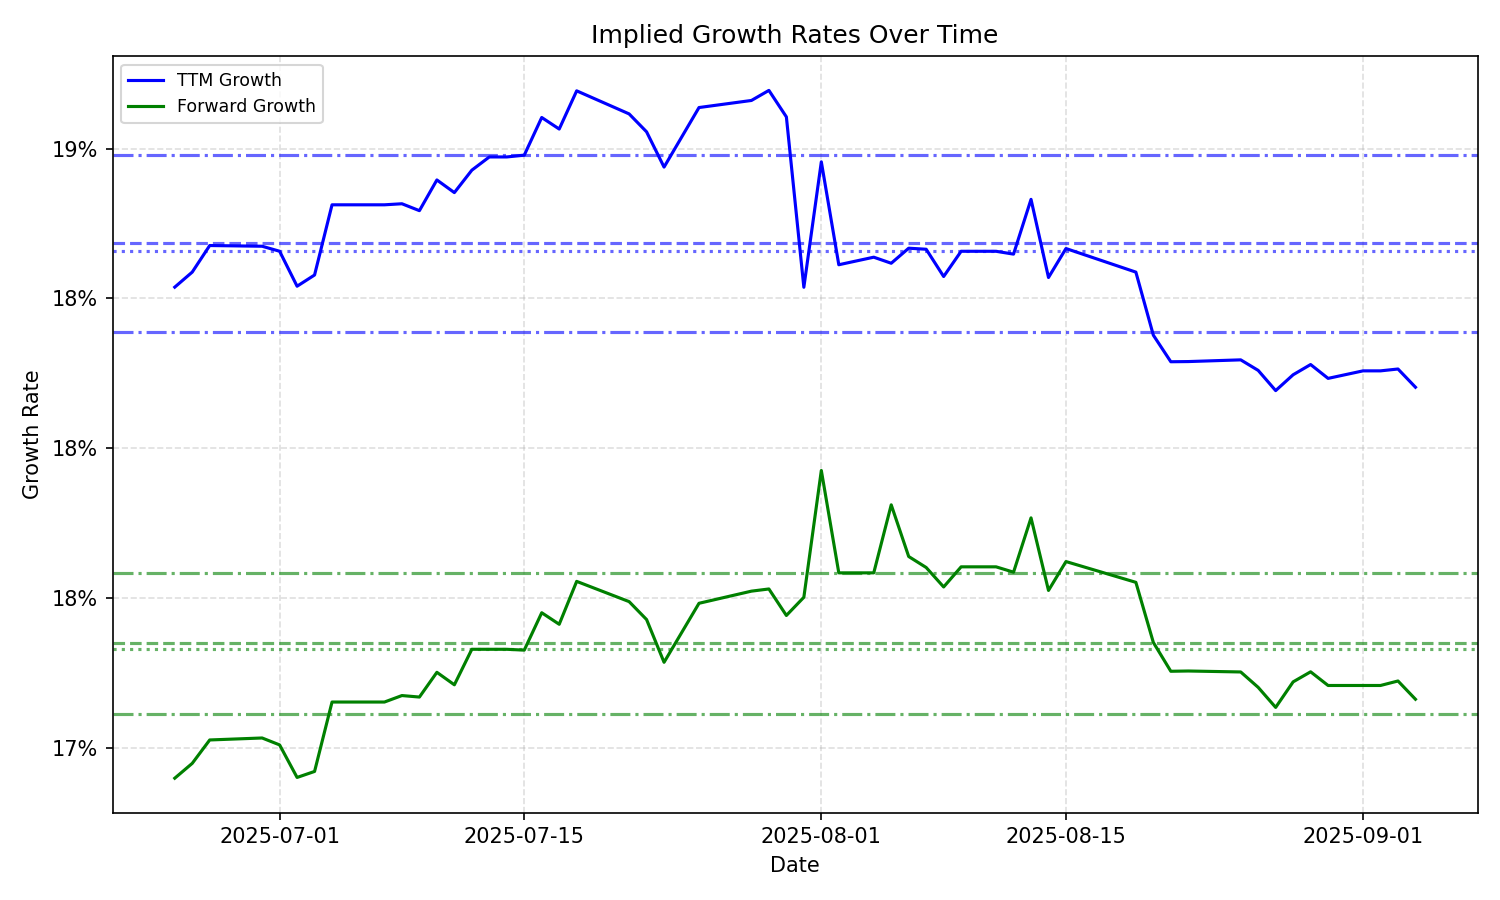 Implied Growth Rates Over Time
TTM Growth
Forward Growth
19%
18%
18%
18%
17%
Growth Rate
2025-07-01
2025-07-15
2025-08-01
2025-08-15
2025-09-01
Date